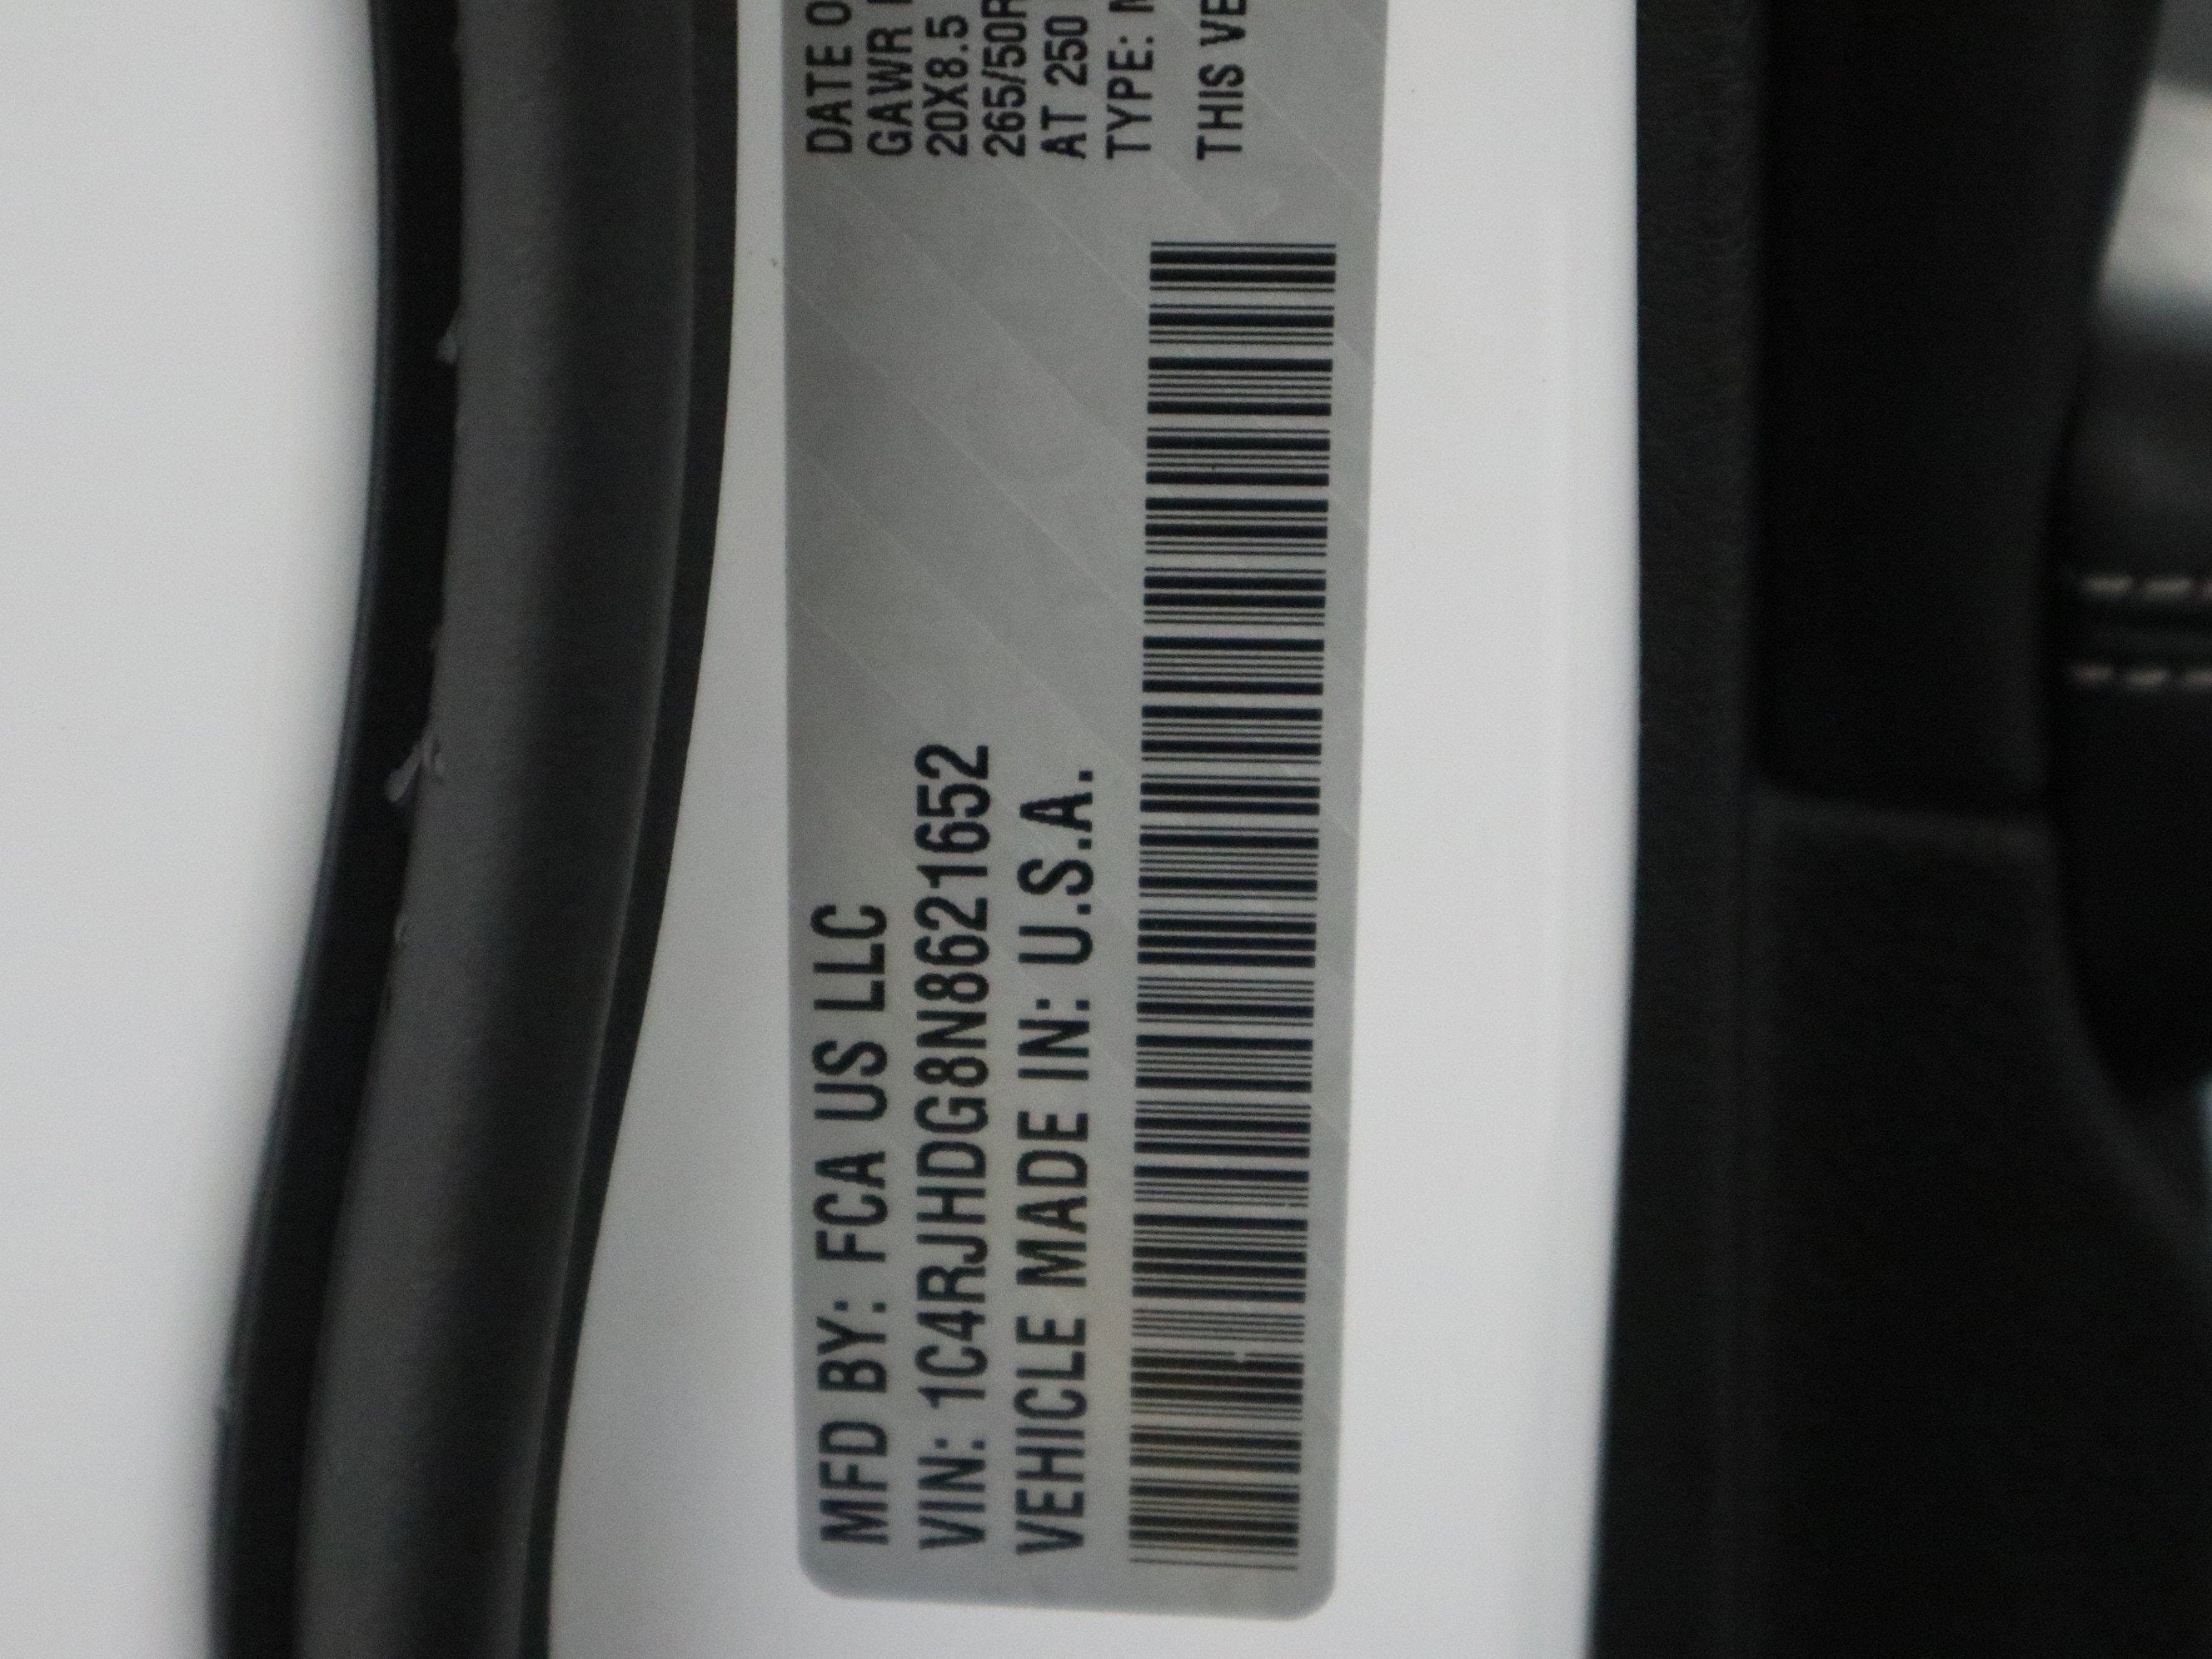 MFD BY: FCA US LLC
VIN: 1C4RJHDG8N8621652
VEHICLE MADE IN: U.S.A.
DATE O
GAWR
20X8.5
265/50R
AT 250
TYPE:
THIS VE